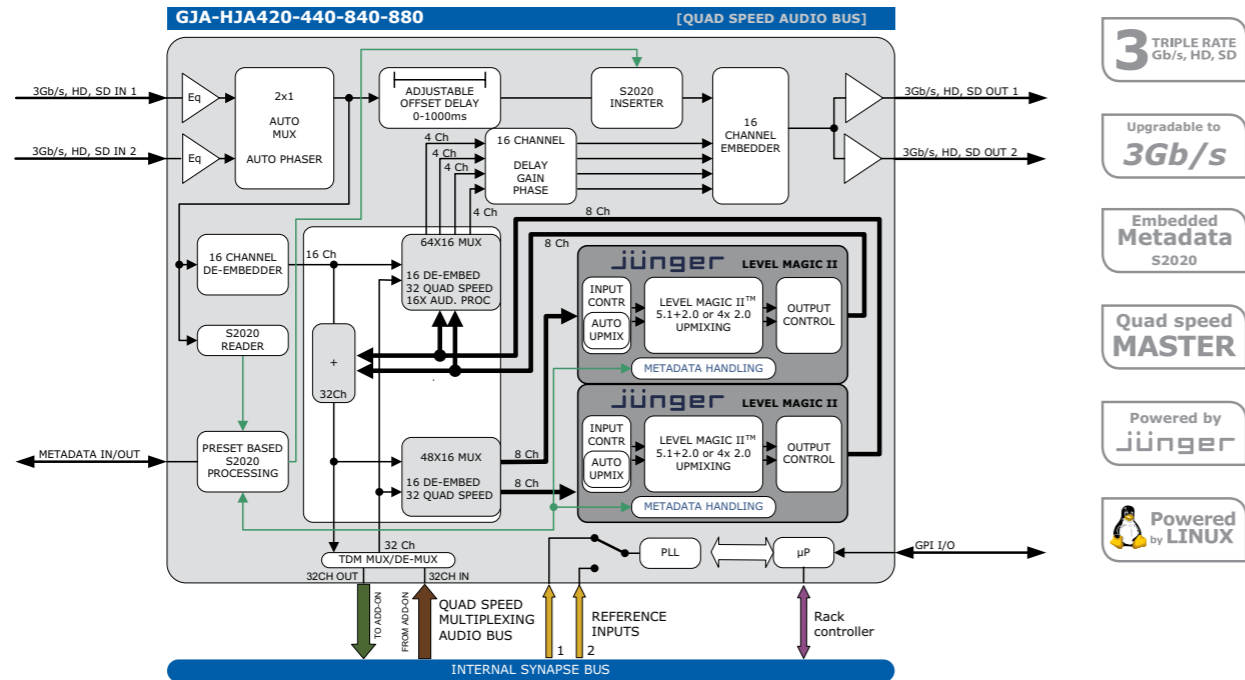 GJA-HJA420-440-840-880
[QUAD SPEED AUDIO BUS]
3Gb/s, HD, SD IN 1
3Gb/s, HD, SD IN 2
Eq
Eq
2x1
AUTO
MUX
AUTO PHASER
ADJUSTABLE
OFFSET DELAY
0-1000ms
S2020
INSERTER
16
CHANNEL
EMBEDDER
3Gb/s, HD, SD OUT 1
3Gb/s, HD, SD OUT 2
4 Ch
4 Ch
4 Ch
4 Ch
16 CHANNEL
DELAY
GAIN
PHASE
8 Ch
8 Ch
16 CHANNEL
DE-EMBEDDER
16 Ch
64X16 MUX
16 DE-EMBED
32 QUAD SPEED
16X AUD. PROC
S2020
READER
+
32Ch
jünger
LEVEL MAGIC II
INPUT
CONTR
AUTO
UPMIX
LEVEL MAGIC II™
5.1+2.0 or 4x 2.0
UPMIXING
OUTPUT
CONTROL
METADATA HANDLING
jünger
LEVEL MAGIC II
INPUT
CONTR
AUTO
UPMIX
LEVEL MAGIC II™
5.1+2.0 or 4x 2.0
UPMIXING
OUTPUT
CONTROL
METADATA HANDLING
METADATA IN/OUT
PRESET BASED
S2020
PROCESSING
48X16 MUX
16 DE-EMBED
32 QUAD SPEED
8 Ch
8 Ch
32 Ch
TDM MUX/DE-MUX
32CH OUT
32CH IN
PLL
µP
GPI I/O
TO ADD-ON
FROM ADD-ON
QUAD SPEED
MULTIPLEXING
AUDIO BUS
REFERENCE
INPUTS
1
2
Rack
controller
INTERNAL SYNAPSE BUS
3 TRIPLE RATE
Gb/s, HD, SD
Upgradable to
3Gb/s
Embedded
Metadata
S2020
Quad speed
MASTER
Powered by
jünger
Powered
by LINUX